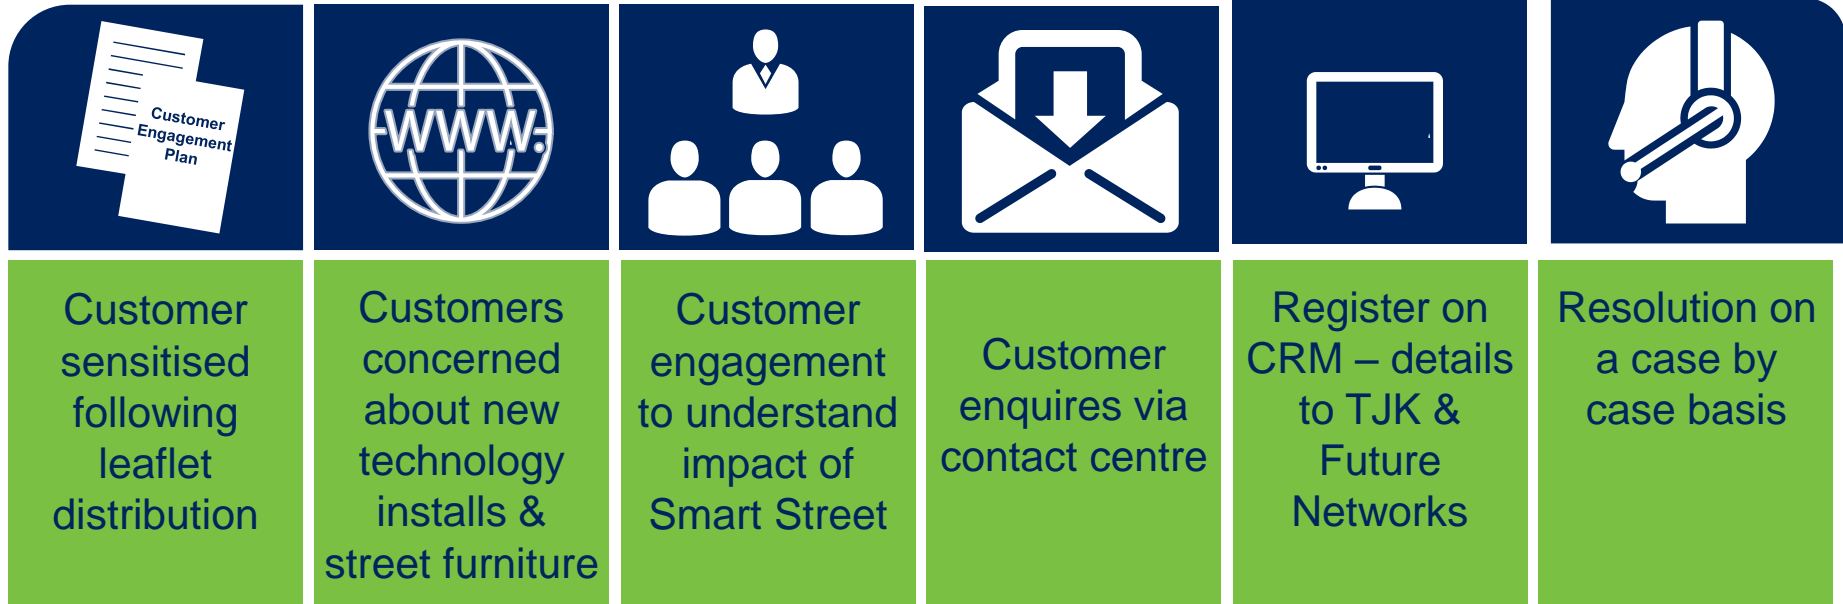 Customer
Engagement
Plan
WWW.
Customer
sensitised
following
leaflet
distribution
Customers
concerned
about new
technology
installs &
street furniture
Customer
engagement
to understand
impact of
Smart Street
Customer
enquires via
contact centre
Register on
CRM – details
to TJK &
Future
Networks
Resolution on
a case by
case basis